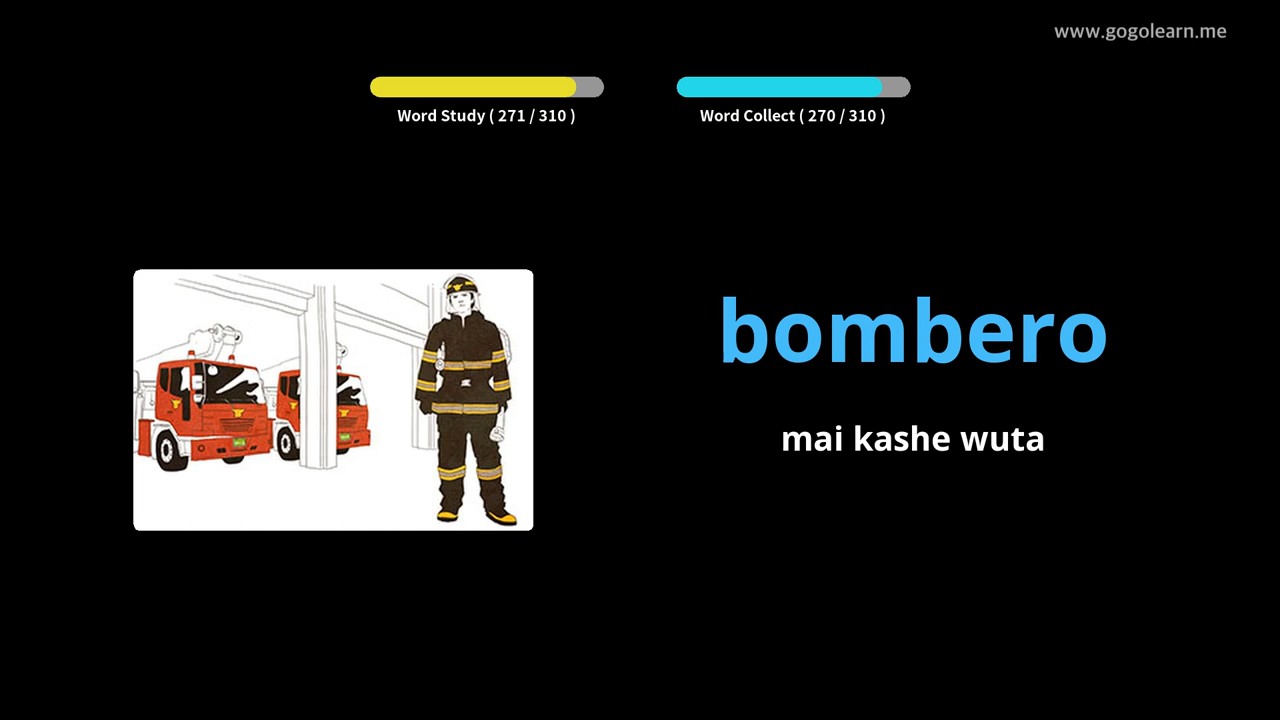 www.gogolearn.me
Word Study ( 271 / 310 )
Word Collect ( 270 / 310 )
bombero
mai kashe wuta